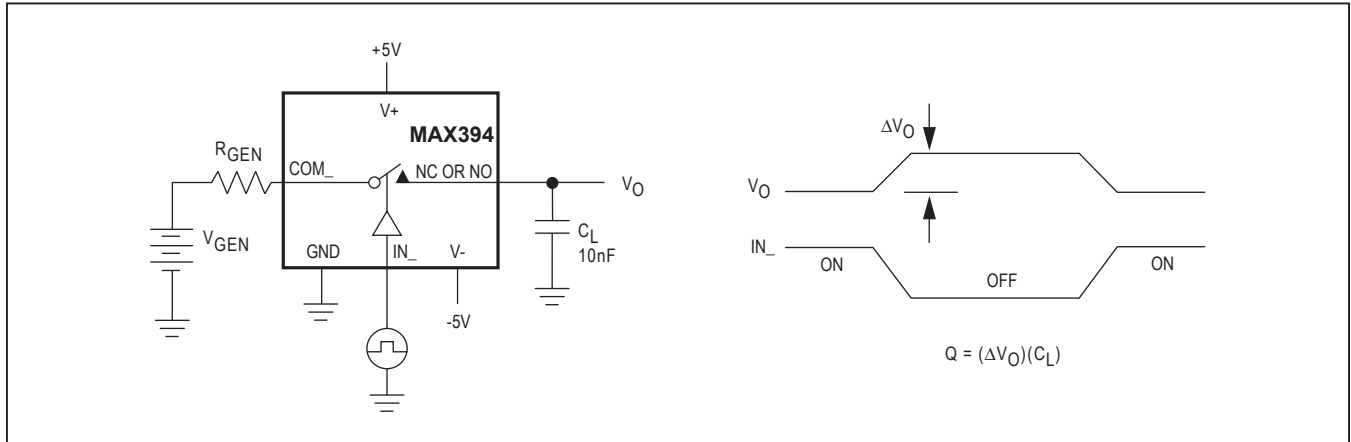 +5V
V+
MAX394
R_GEN
COM_
NC OR NO
V_O
V_GEN
C_L
10nF
GND
IN_
V-
-5V
ΔV_O
V_O
IN_
ON
OFF
ON
Q = (ΔV_O)(C_L)